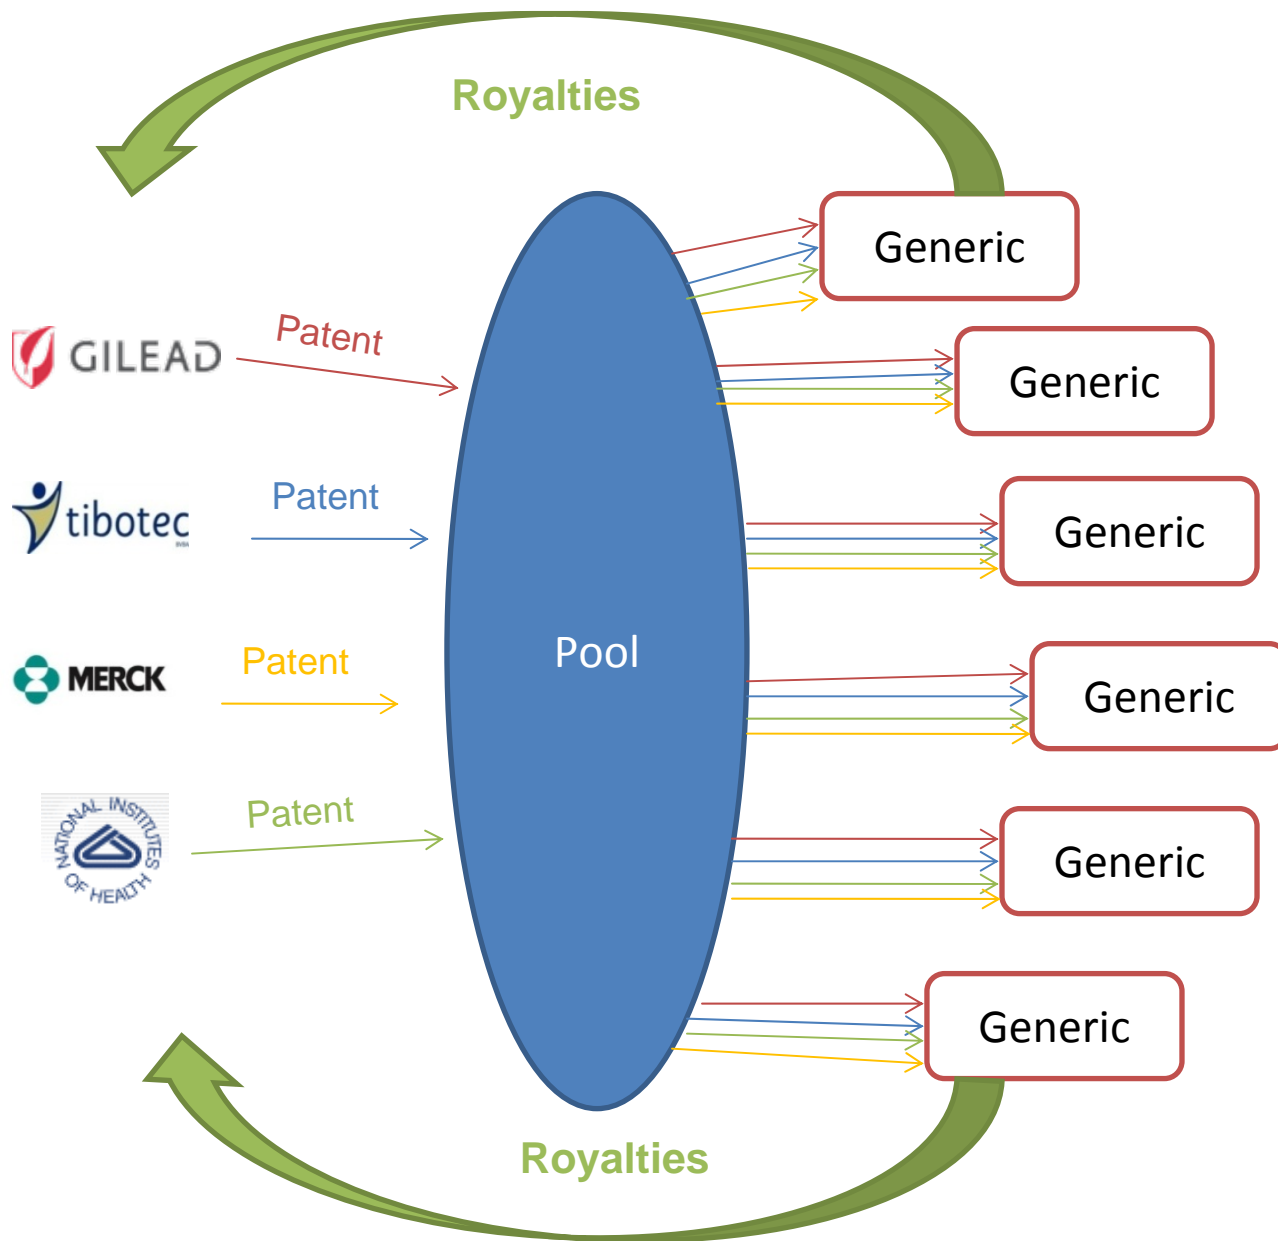 Royalties
Generic
Patent
GILEAD
Generic
Patent
tibotec
Generic
Pool
Patent
MERCK
Generic
Patent
NATIONAL INSTITUTES
OF HEALTH
Generic
Generic
Royalties